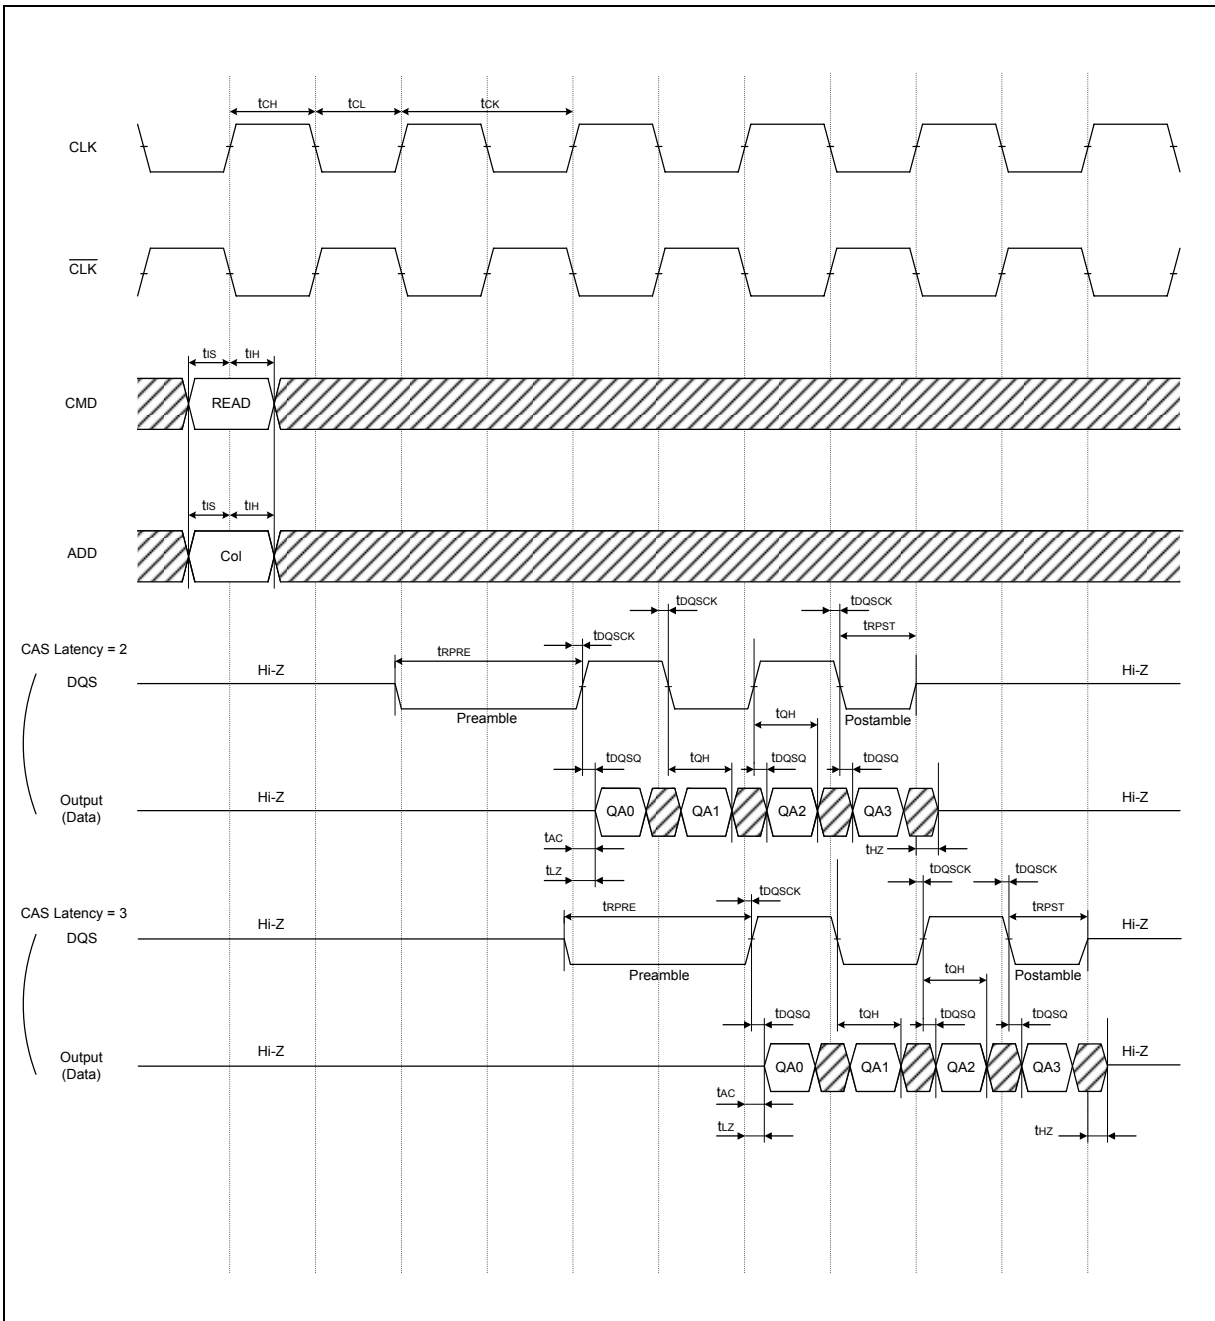 tCH tCL tCK
CLK
CLK
tIS tIH
CMD READ
tIS tIH
ADD Col
tDQSCK tDQSCK
tDQSCK tRPST
CAS Latency = 2 tRPRE
Hi-Z Hi-Z
DQS
Preamble tQH Postamble
tDQSQ tQH tDQSQ tDQSQ
Hi-Z Hi-Z
Output QA0 QA1 QA2 QA3
(Data)
tAC tHZ
tLZ tDQSCK tDQSCK tDQSCK
CAS Latency = 3 tRPRE tRPST
Hi-Z Hi-Z
DQS
Preamble tQH Postamble
tDQSQ tQH tDQSQ tDQSQ
Hi-Z Hi-Z
Output QA0 QA1 QA2 QA3
(Data)
tAC
tLZ tHZ